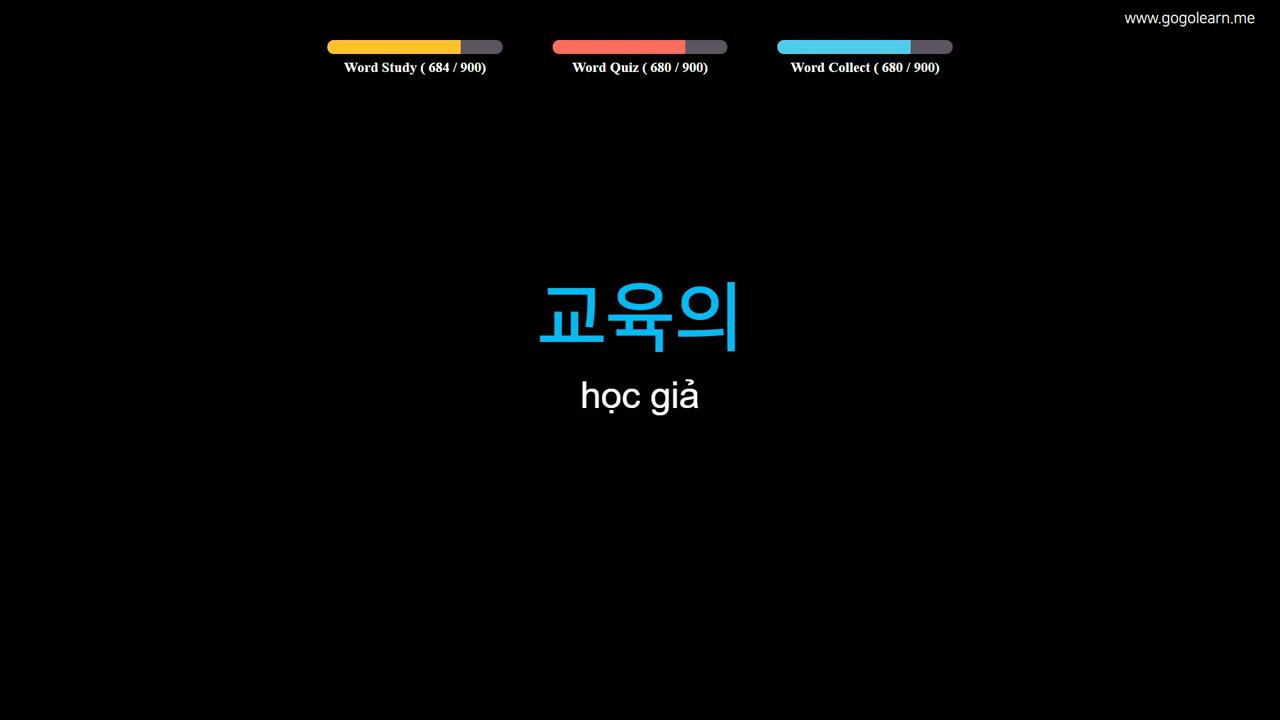 www.gogolearn.me
Word Study ( 684 / 900)
Word Quiz ( 680 / 900)
Word Collect ( 680 / 900)
교육의
học giả